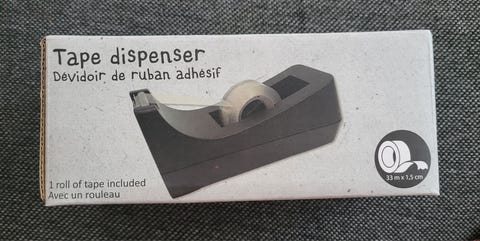 Tape dispenser
Dévidoir de ruban adhésif
1 roll of tape included
Avec un rouleau
33 m x 1,5 cm